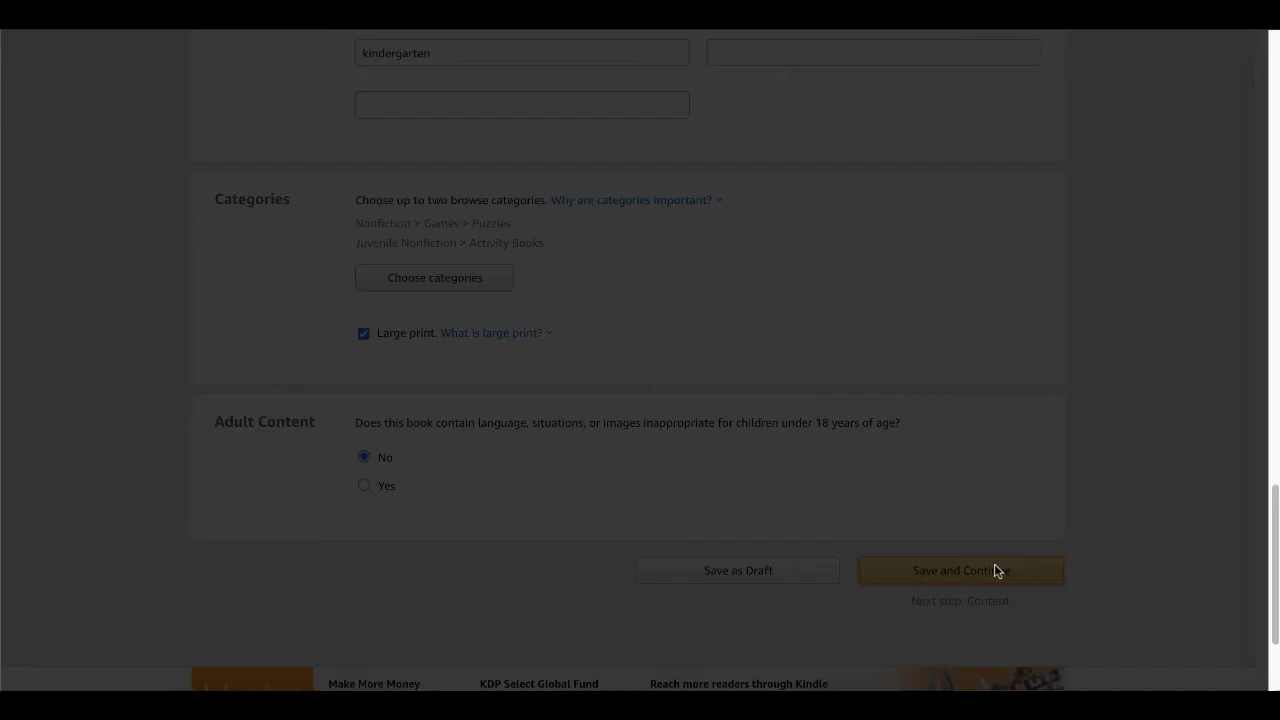 kindergarten
Categories
Choose up to two browse categories. Why are categories important?
Nonfiction > Games > Puzzles
Juvenile Nonfiction > Activity Books
Choose categories
Large print. What is large print?
Adult Content
Does this book contain language, situations, or images inappropriate for children under 18 years of age?
No
Yes
Save as Draft
Save and Continue
Next step: Content
Make More Money
KDP Select Global Fund
Reach more readers through Kindle